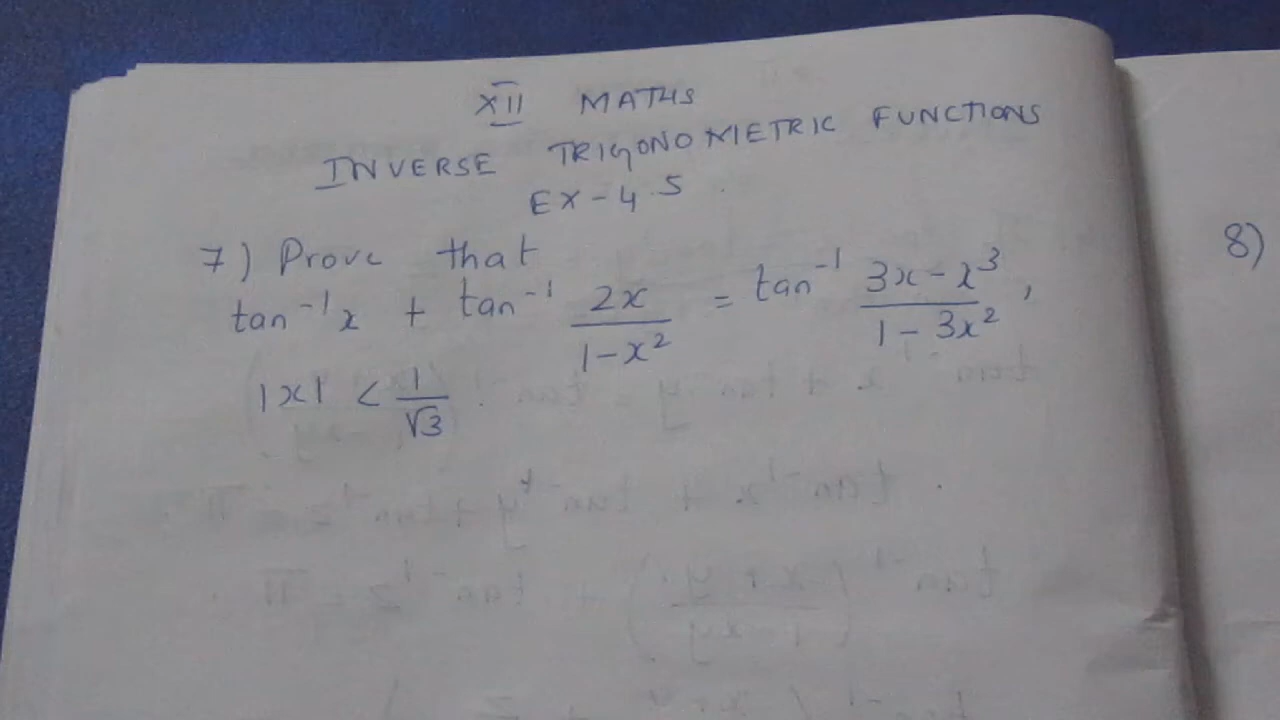 XII MATHS
INVERSE TRIGONOMETRIC FUNCTIONS
EX-4.5
7) Prove that
tan⁻¹x + tan⁻¹ 2x/(1-x²) = tan⁻¹ (3x-x³)/(1-3x²),
|x| < 1/√3.
8)